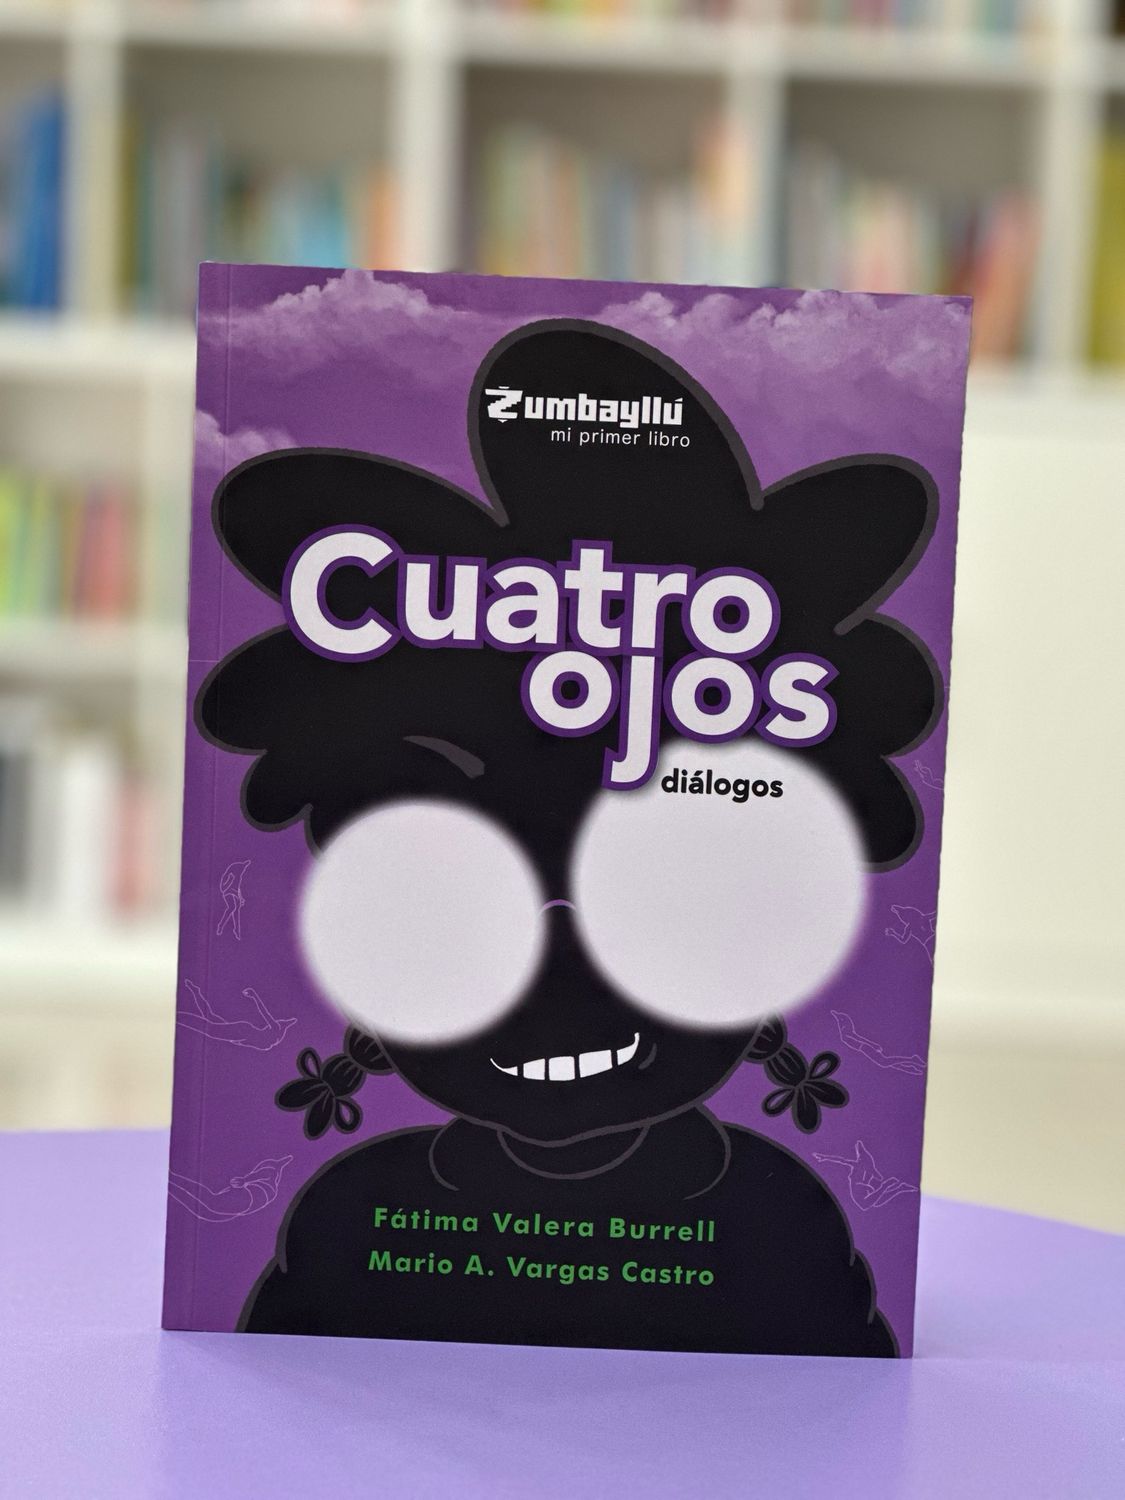 Zumbayllú
mi primer libro
Cuatro
ojos
diálogos
Fátima Valera Burrell
Mario A. Vargas Castro